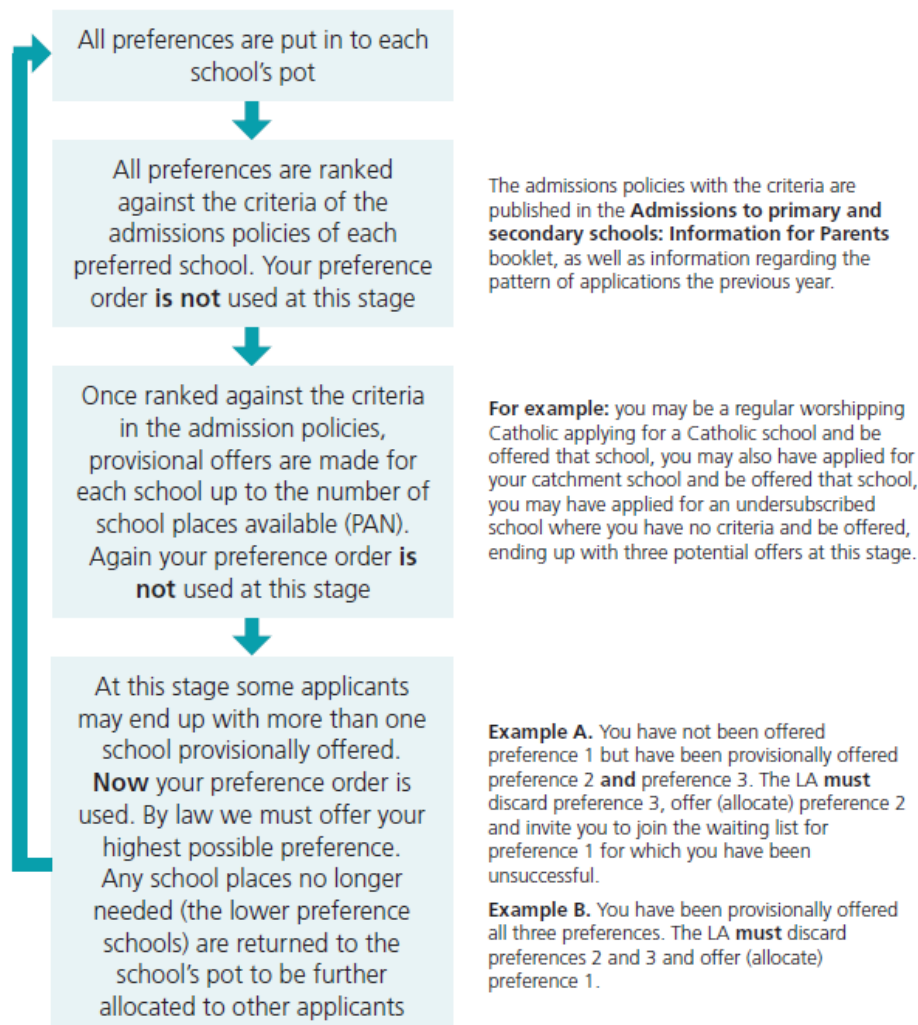 All preferences are put in to each
school's pot
All preferences are ranked
against the criteria of the
admissions policies of each
preferred school. Your preference
order is not used at this stage
The admissions policies with the criteria are
published in the Admissions to primary and
secondary schools: Information for Parents
booklet, as well as information regarding the
pattern of applications the previous year.
Once ranked against the criteria
in the admission policies,
provisional offers are made for
each school up to the number of
school places available (PAN).
Again your preference order is
not used at this stage
For example: you may be a regular worshipping
Catholic applying for a Catholic school and be
offered that school, you may also have applied for
your catchment school and be offered that school,
you may have applied for an undersubscribed
school where you have no criteria and be offered,
ending up with three potential offers at this stage.
At this stage some applicants
may end up with more than one
school provisionally offered.
Now your preference order is
used. By law we must offer your
highest possible preference.
Any school places no longer
needed (the lower preference
schools) are returned to the
school's pot to be further
allocated to other applicants
Example A. You have not been offered
preference 1 but have been provisionally offered
preference 2 and preference 3. The LA must
discard preference 3, offer (allocate) preference 2
and invite you to join the waiting list for
preference 1 for which you have been
unsuccessful.
Example B. You have been provisionally offered
all three preferences. The LA must discard
preferences 2 and 3 and offer (allocate)
preference 1.